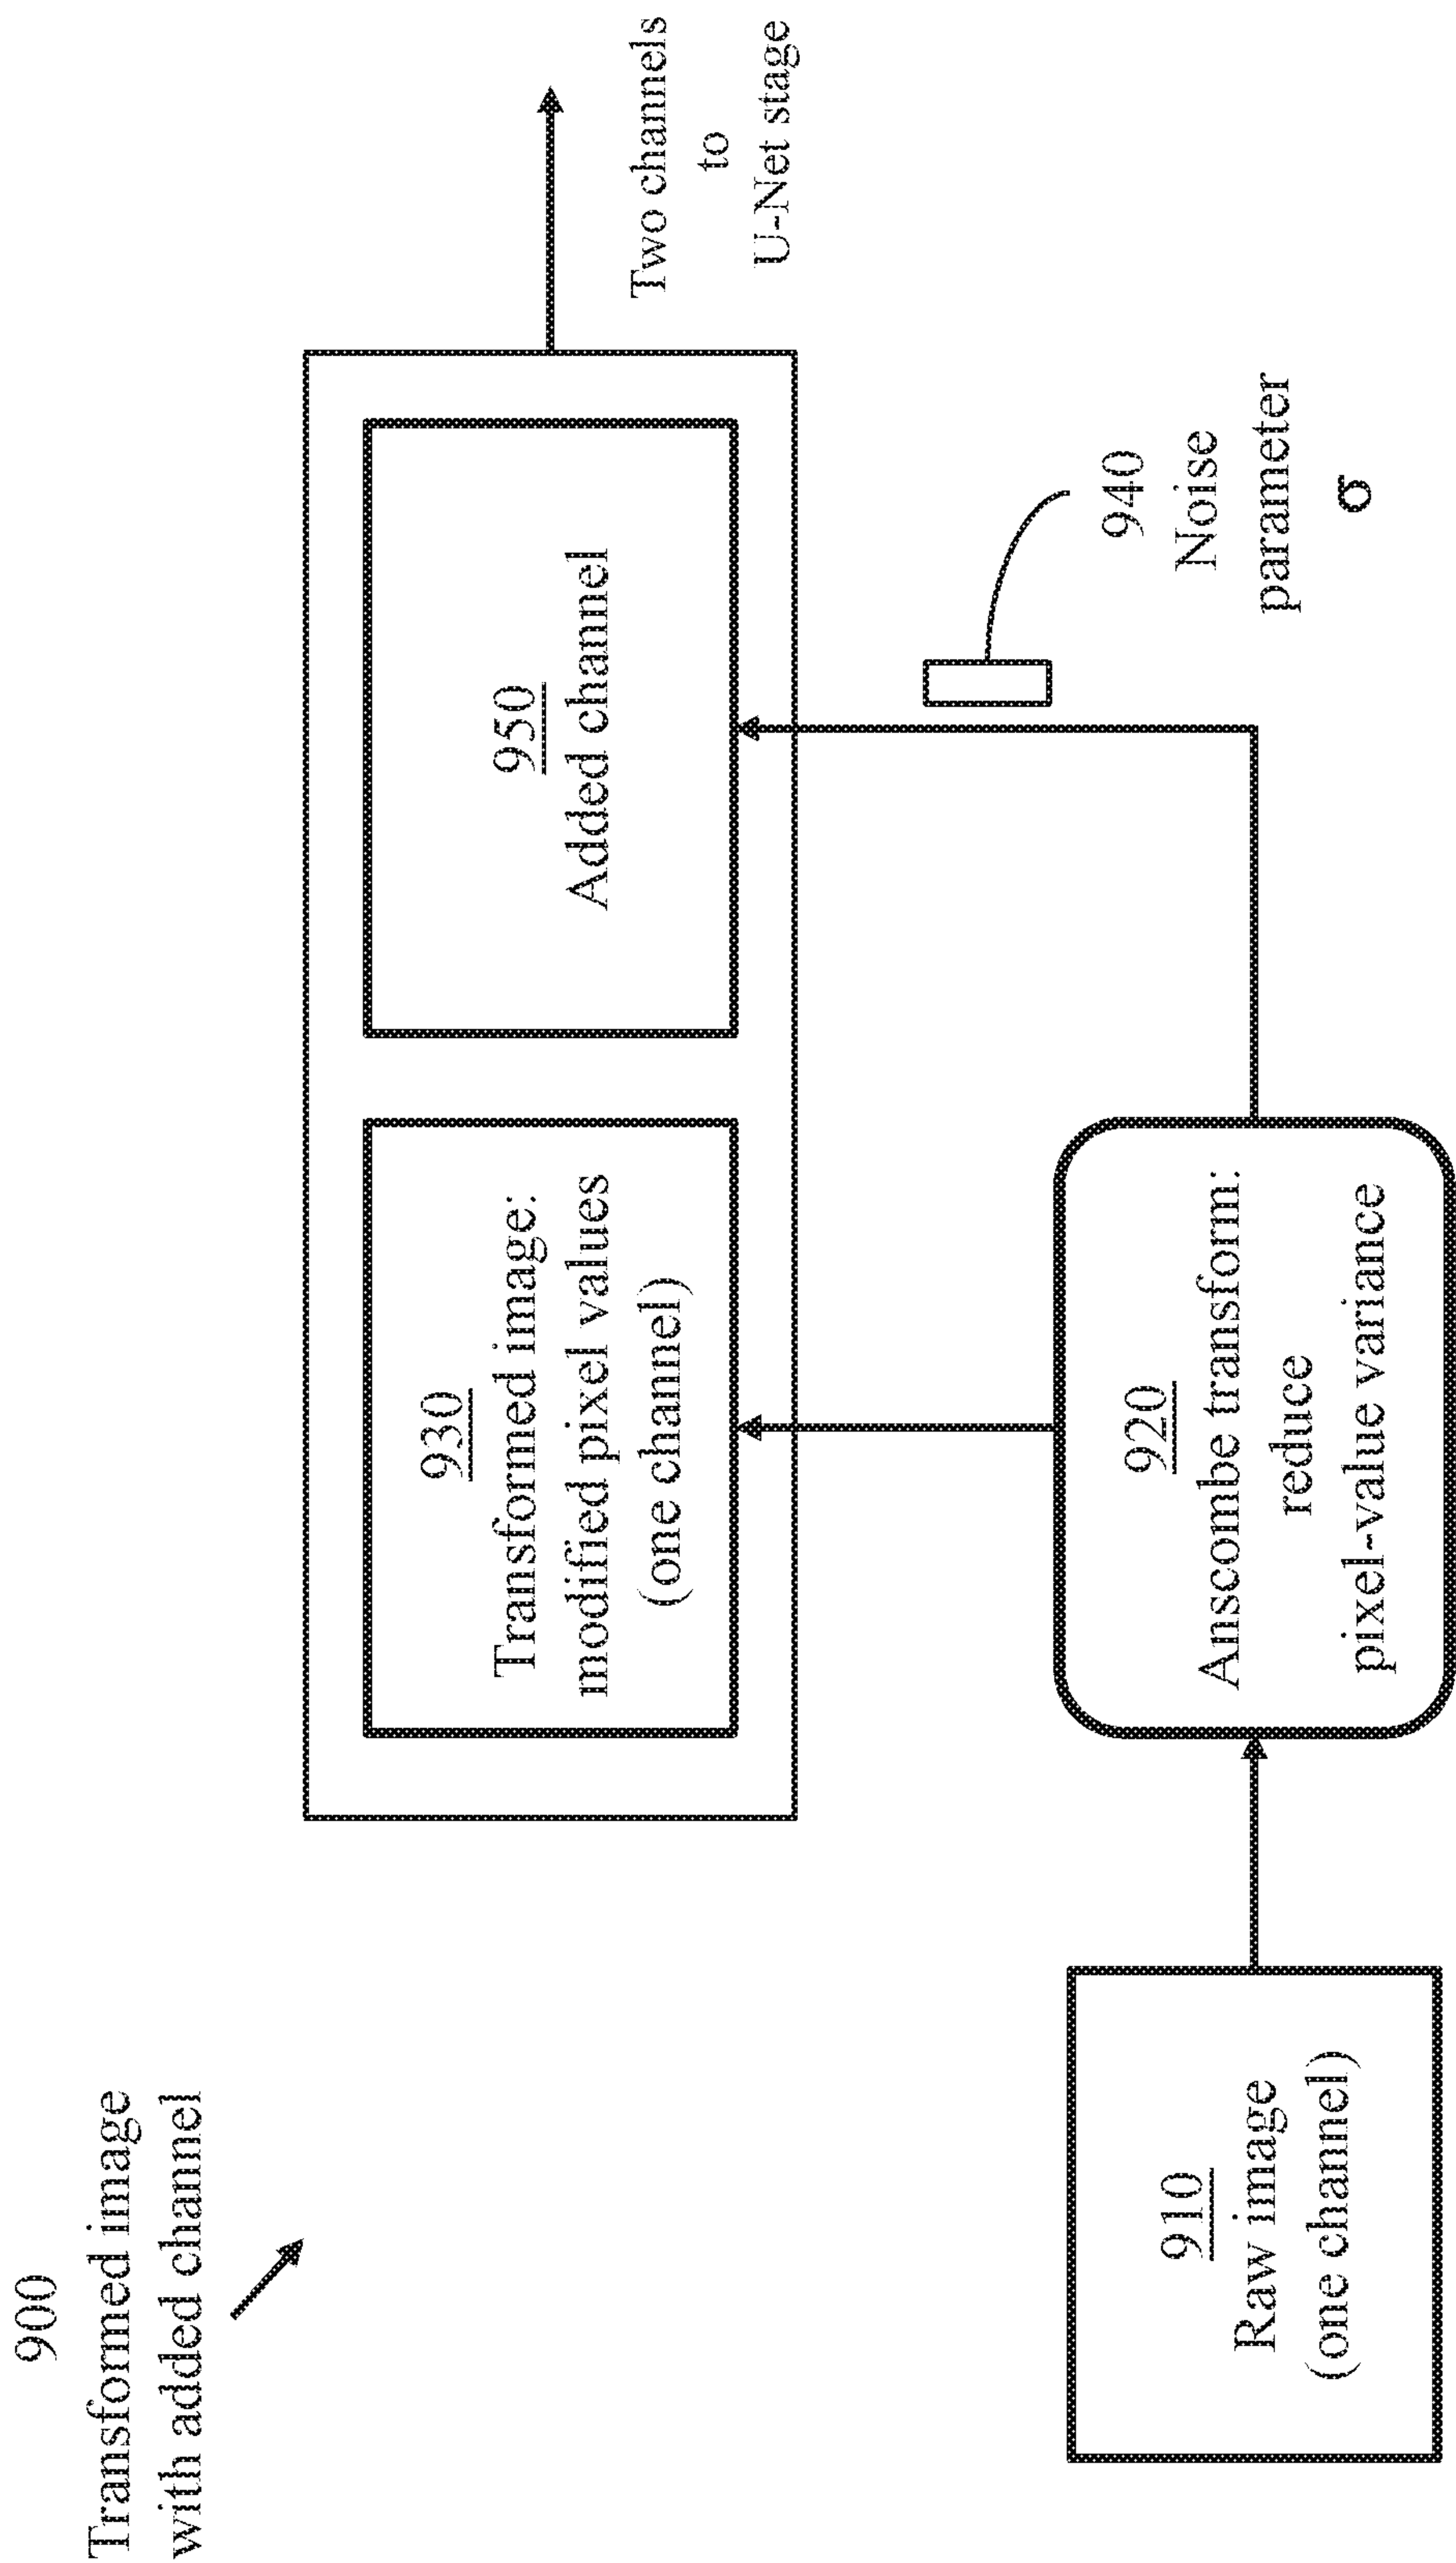 900
Transformed image
with added channel
930
Transformed image:
modified pixel values
(one channel)
950
Added channel
Two channels
to
U-Net stage
910
Raw image
(one channel)
920
Anscombe transform:
reduce
pixel-value variance
940
Noise
parameter
σ